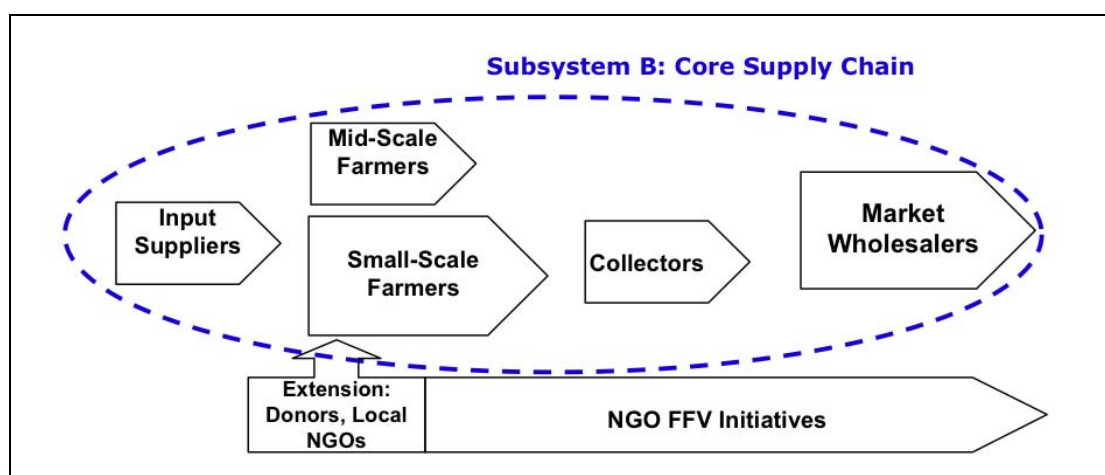 Subsystem B: Core Supply Chain
Mid-Scale
Farmers
Input
Suppliers
Small-Scale
Farmers
Collectors
Market
Wholesalers
Extension:
Donors, Local
NGOs
NGO FFV Initiatives